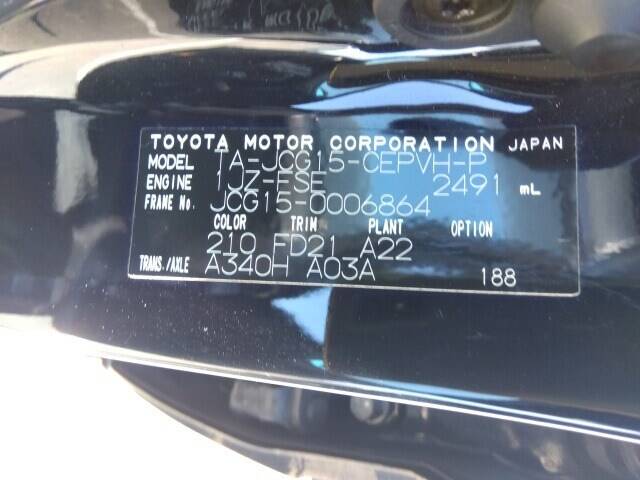 TOYOTA MOTOR CORPORATION JAPAN
MODEL TA-JCG15-CEPVH-P
ENGINE 1JZ-FSE 2491 mL
FRAME No. JCG15-0006864
COLOR TRIM PLANT OPTION
210 FD21 A22
TRANS./AXLE A340H A03A 188